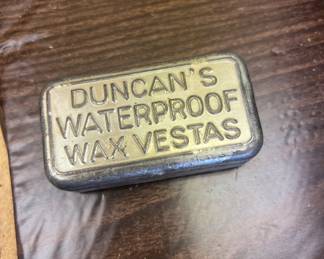 DUNCAN'S
WATERPROOF
WAX VESTAS